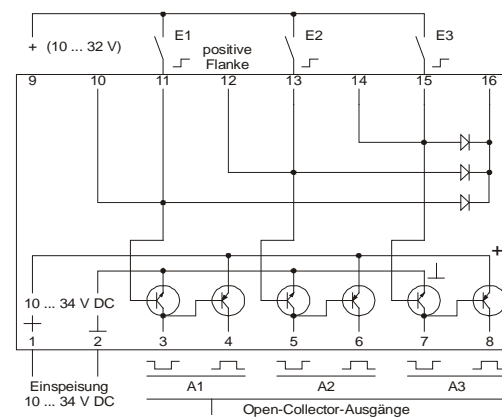 E1 E2 E3
+ (10 ... 32 V) positive
Flanke
9 10 11 12 13 14 15 16
+
10 ... 34 V DC
1 2 3 4 5 6 7 8
Einspeisung
10 ... 34 V DC
A1 A2 A3
Open-Collector-Ausgänge